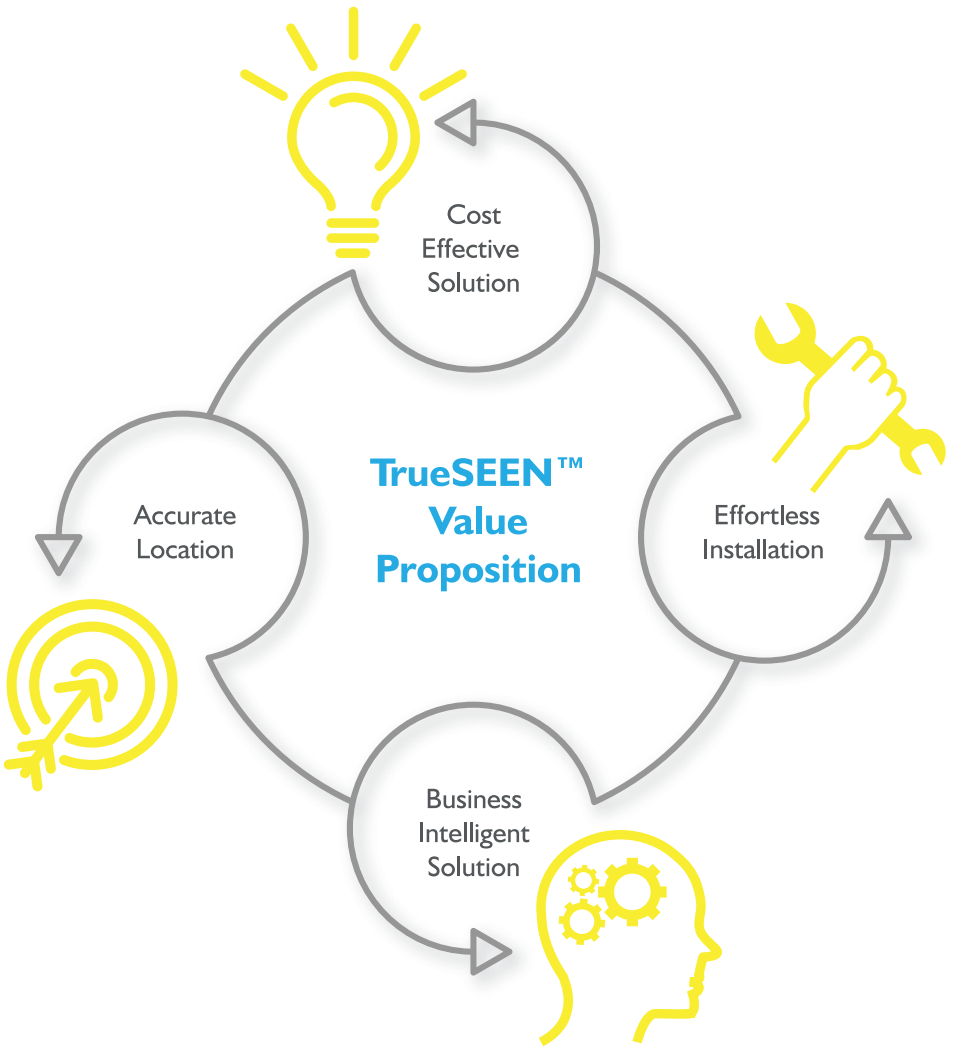 Cost
Effective
Solution
TrueSEEN™
Value
Proposition
Accurate
Location
Effortless
Installation
Business
Intelligent
Solution